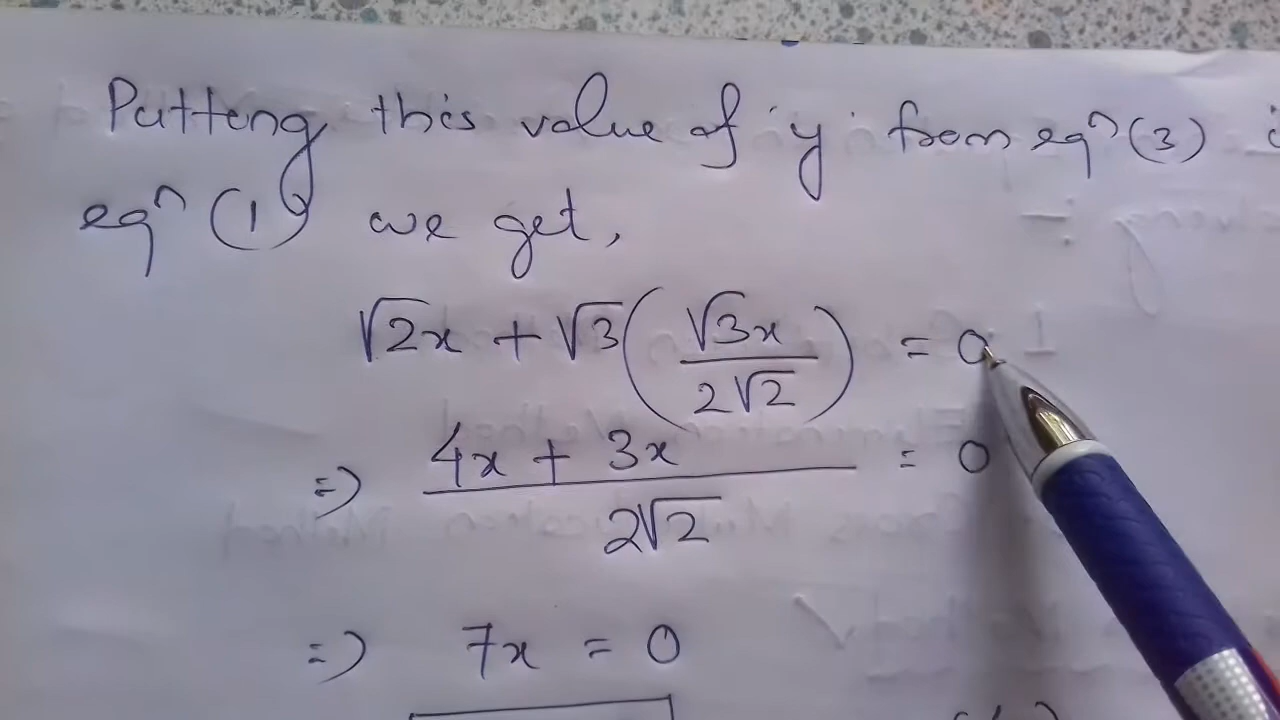 Putting this value of 'y' from eqⁿ (3) i
eqⁿ (1) we get,
√2x + √3(√3x / 2√2) = 0
=> (4x + 3x) / 2√2 = 0
=> 7x = 0